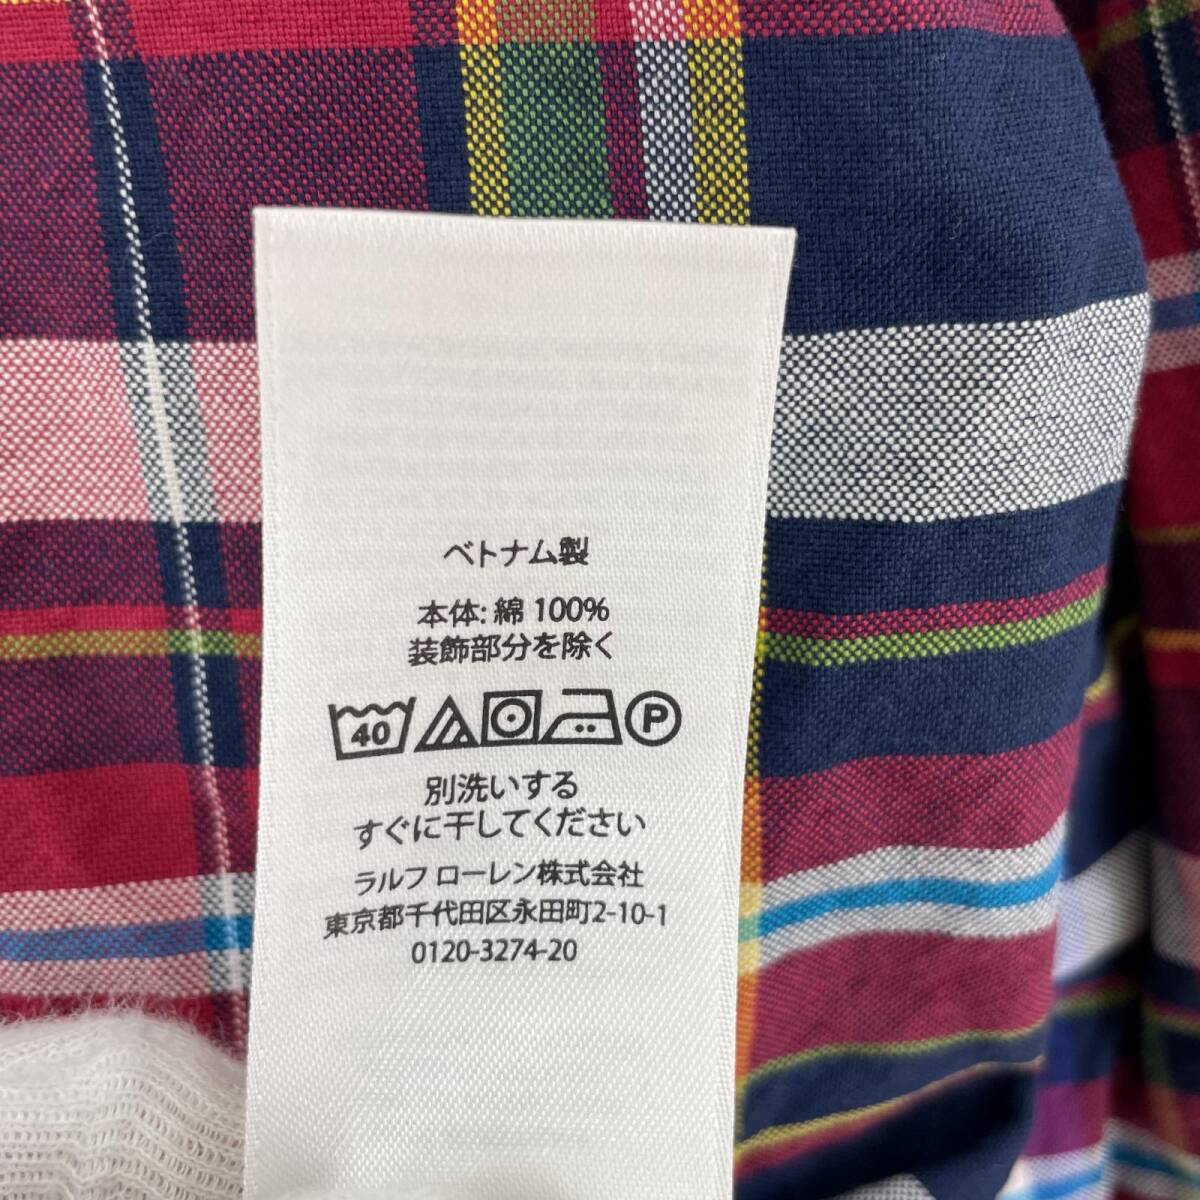 ベトナム製
本体: 綿 100%
装飾部分を除く
40 P
別洗いする
すぐに干してください
ラルフ ローレン株式会社
東京都千代田区永田町2-10-1
0120-3274-20